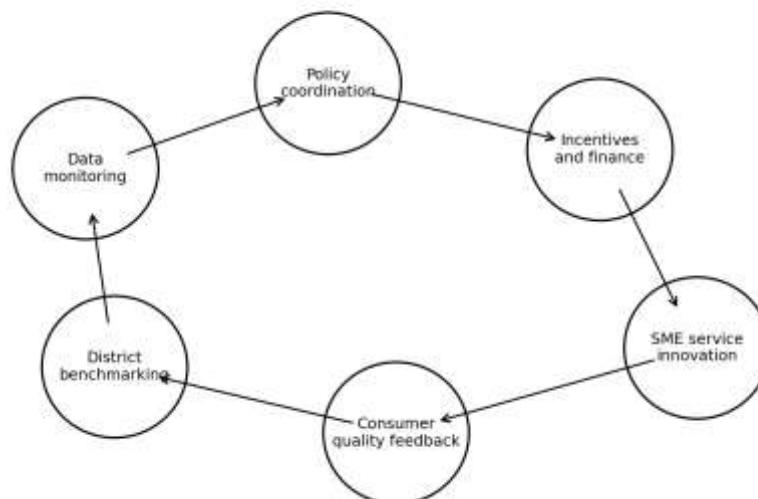 Policy
coordination
Incentives
and finance
SME service
innovation
Consumer
quality feedback
District
benchmarking
Data
monitoring